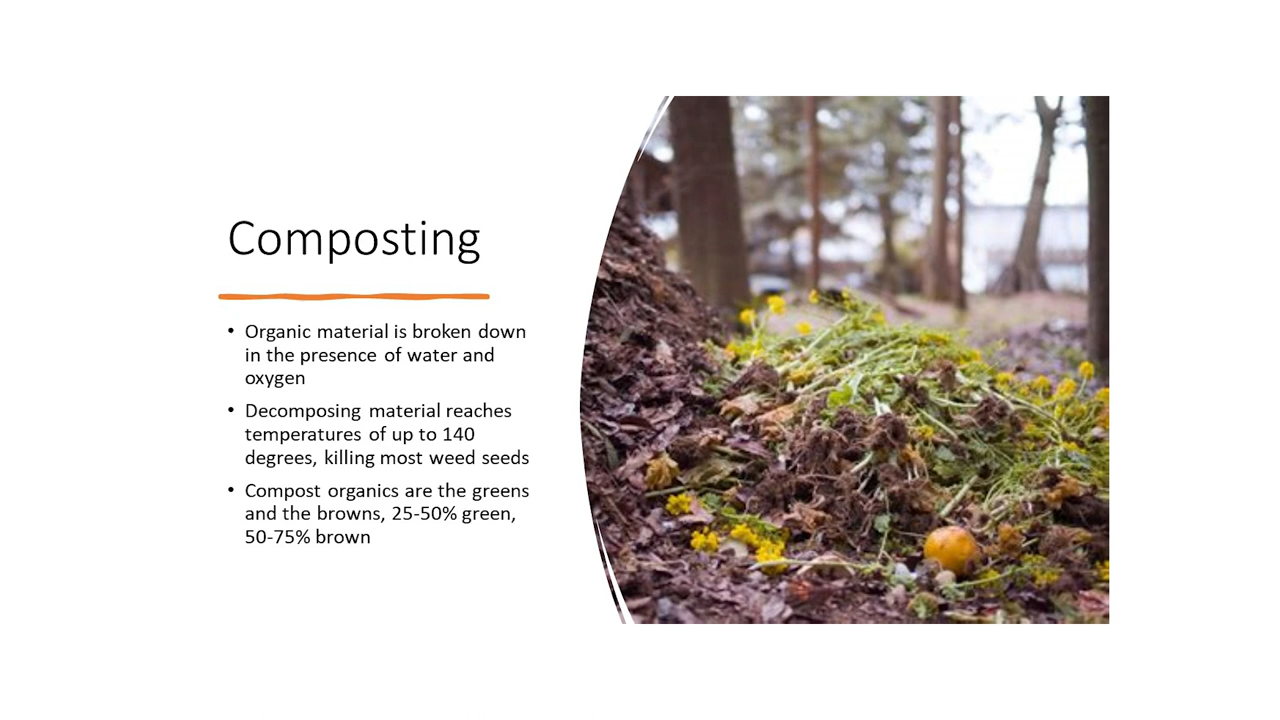 Composting
• Organic material is broken down
in the presence of water and
oxygen
• Decomposing material reaches
temperatures of up to 140
degrees, killing most weed seeds
• Compost organics are the greens
and the browns, 25-50% green,
50-75% brown